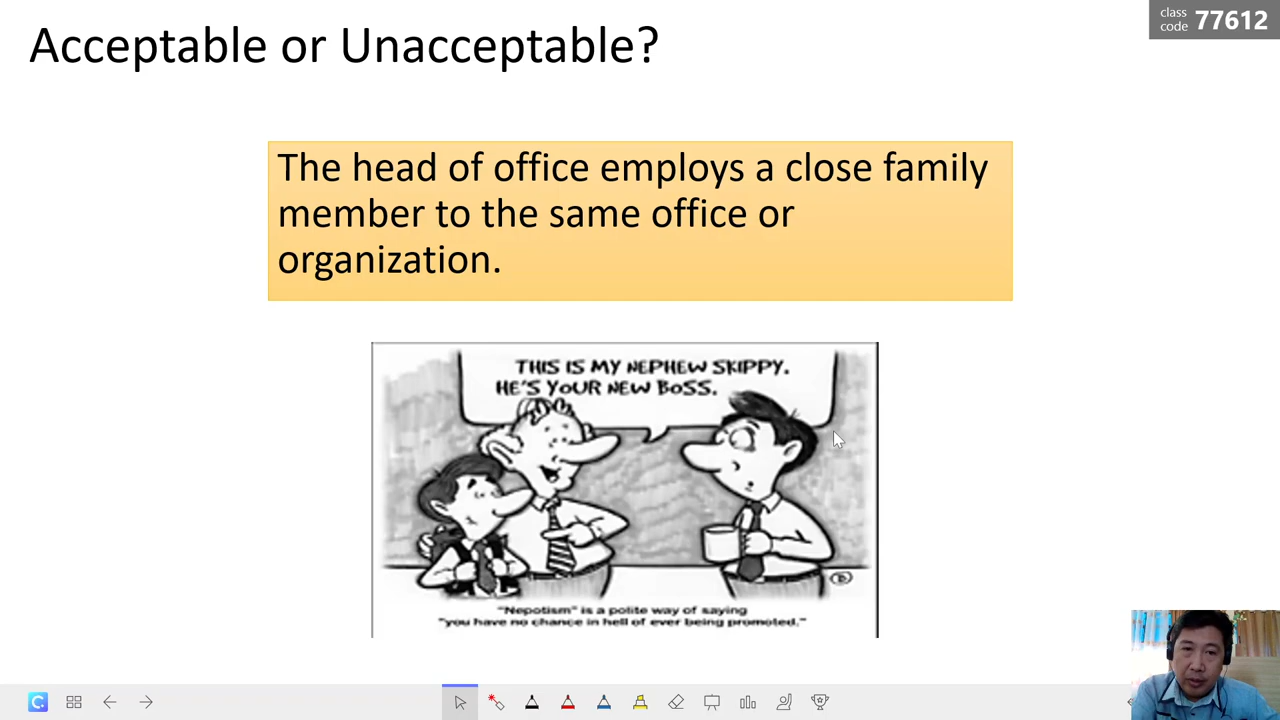 Acceptable or Unacceptable?
class
code 77612
The head of office employs a close family
member to the same office or
organization.
THIS IS MY NEPHEW SKIPPY.
HE'S YOUR NEW BOSS.
"Nepotism" is a polite way of saying
"you have no chance in hell of ever being promoted."